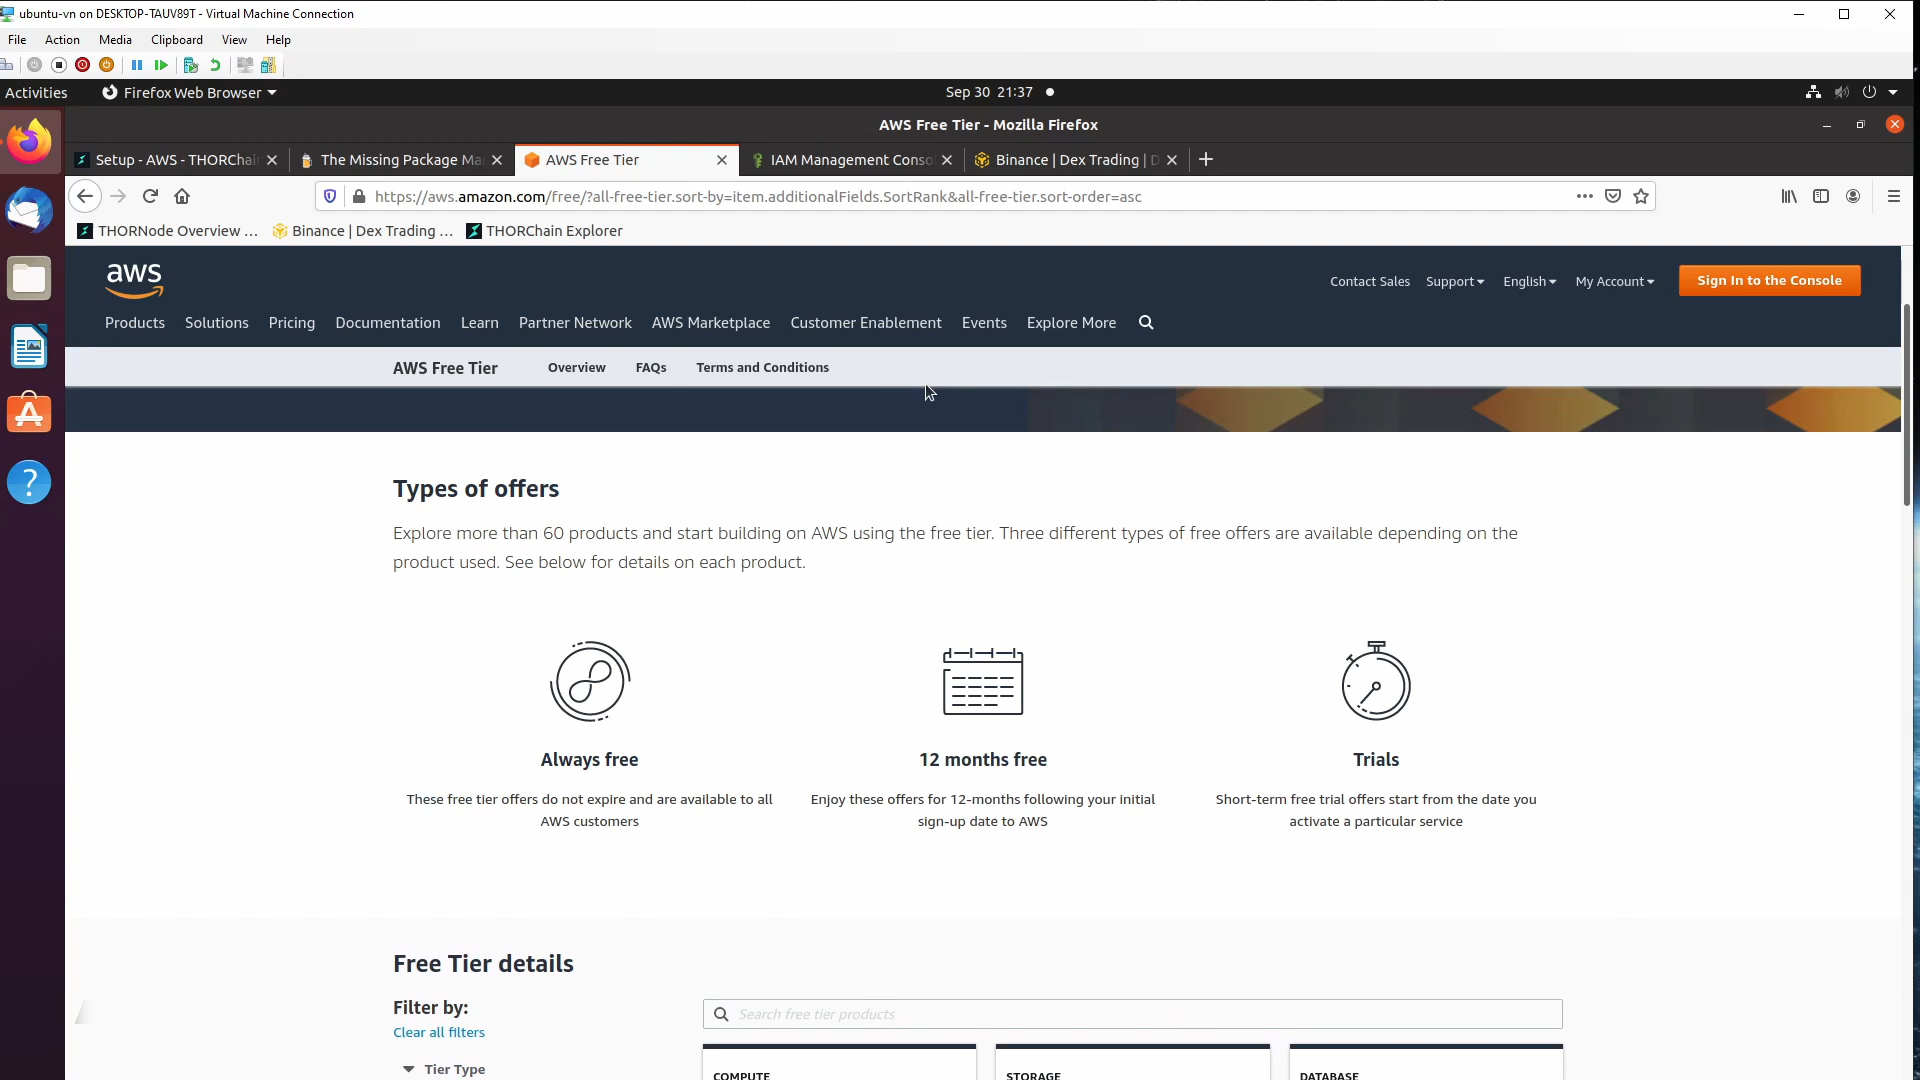 ubuntu-vn on DESKTOP-TAUV89T - Virtual Machine Connection
File Action Media Clipboard View Help
Activities Firefox Web Browser Sep 30 21:37
AWS Free Tier - Mozilla Firefox
Setup - AWS - THORChai The Missing Package Ma AWS Free Tier IAM Management Conso Binance | Dex Trading | D
https://aws.amazon.com/free/?all-free-tier.sort-by=item.additionalFields.SortRank&all-free-tier.sort-order=asc
THORNode Overview ... Binance | Dex Trading ... THORChain Explorer
aws
Contact Sales Support English My Account Sign In to the Console
Products Solutions Pricing Documentation Learn Partner Network AWS Marketplace Customer Enablement Events Explore More
AWS Free Tier Overview FAQs Terms and Conditions
Types of offers
Explore more than 60 products and start building on AWS using the free tier. Three different types of free offers are available depending on the
product used. See below for details on each product.
Always free 12 months free Trials
These free tier offers do not expire and are available to all Enjoy these offers for 12-months following your initial Short-term free trial offers start from the date you
AWS customers sign-up date to AWS activate a particular service
Free Tier details
Filter by:
Search free tier products
Clear all filters
Tier Type
COMPUTE STORAGE DATABASE